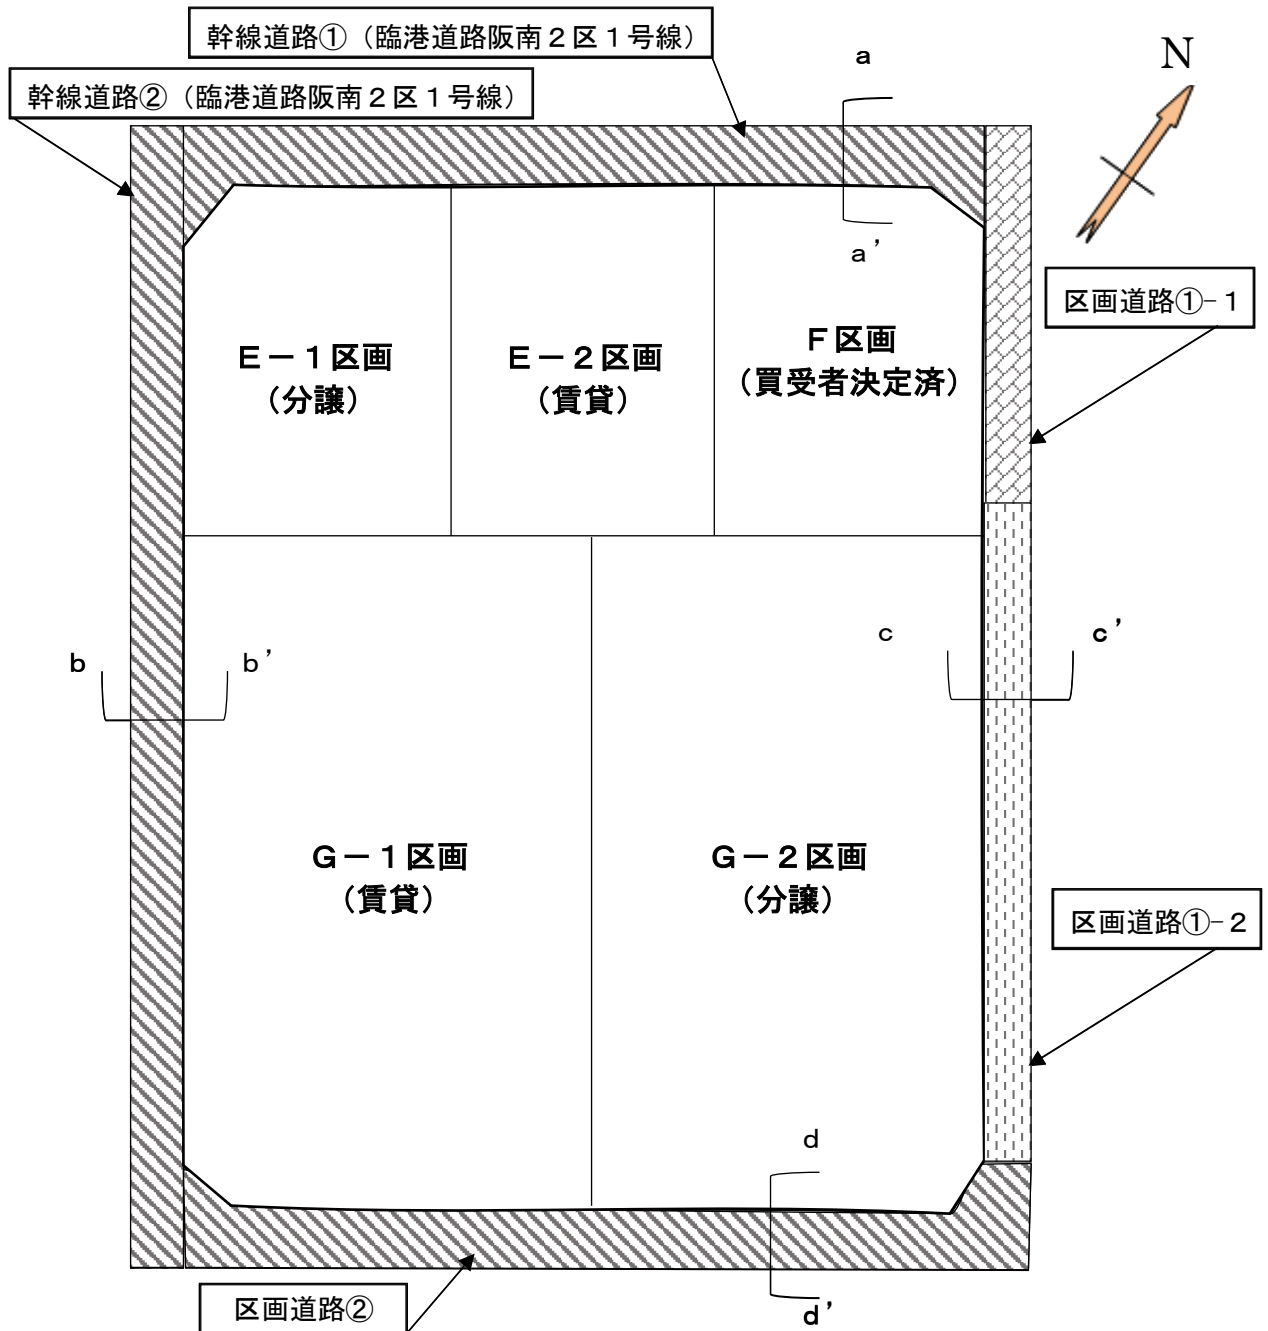 幹線道路①（臨港道路阪南２区１号線）
幹線道路②（臨港道路阪南２区１号線）
a
N
a’
区画道路①-１
Ｅ－１区画
（分譲）
Ｅ－２区画
（賃貸）
Ｆ区画
（買受者決定済）
b
b’
c
c’
Ｇ－１区画
（賃貸）
Ｇ－２区画
（分譲）
区画道路①-２
d
d’
区画道路②